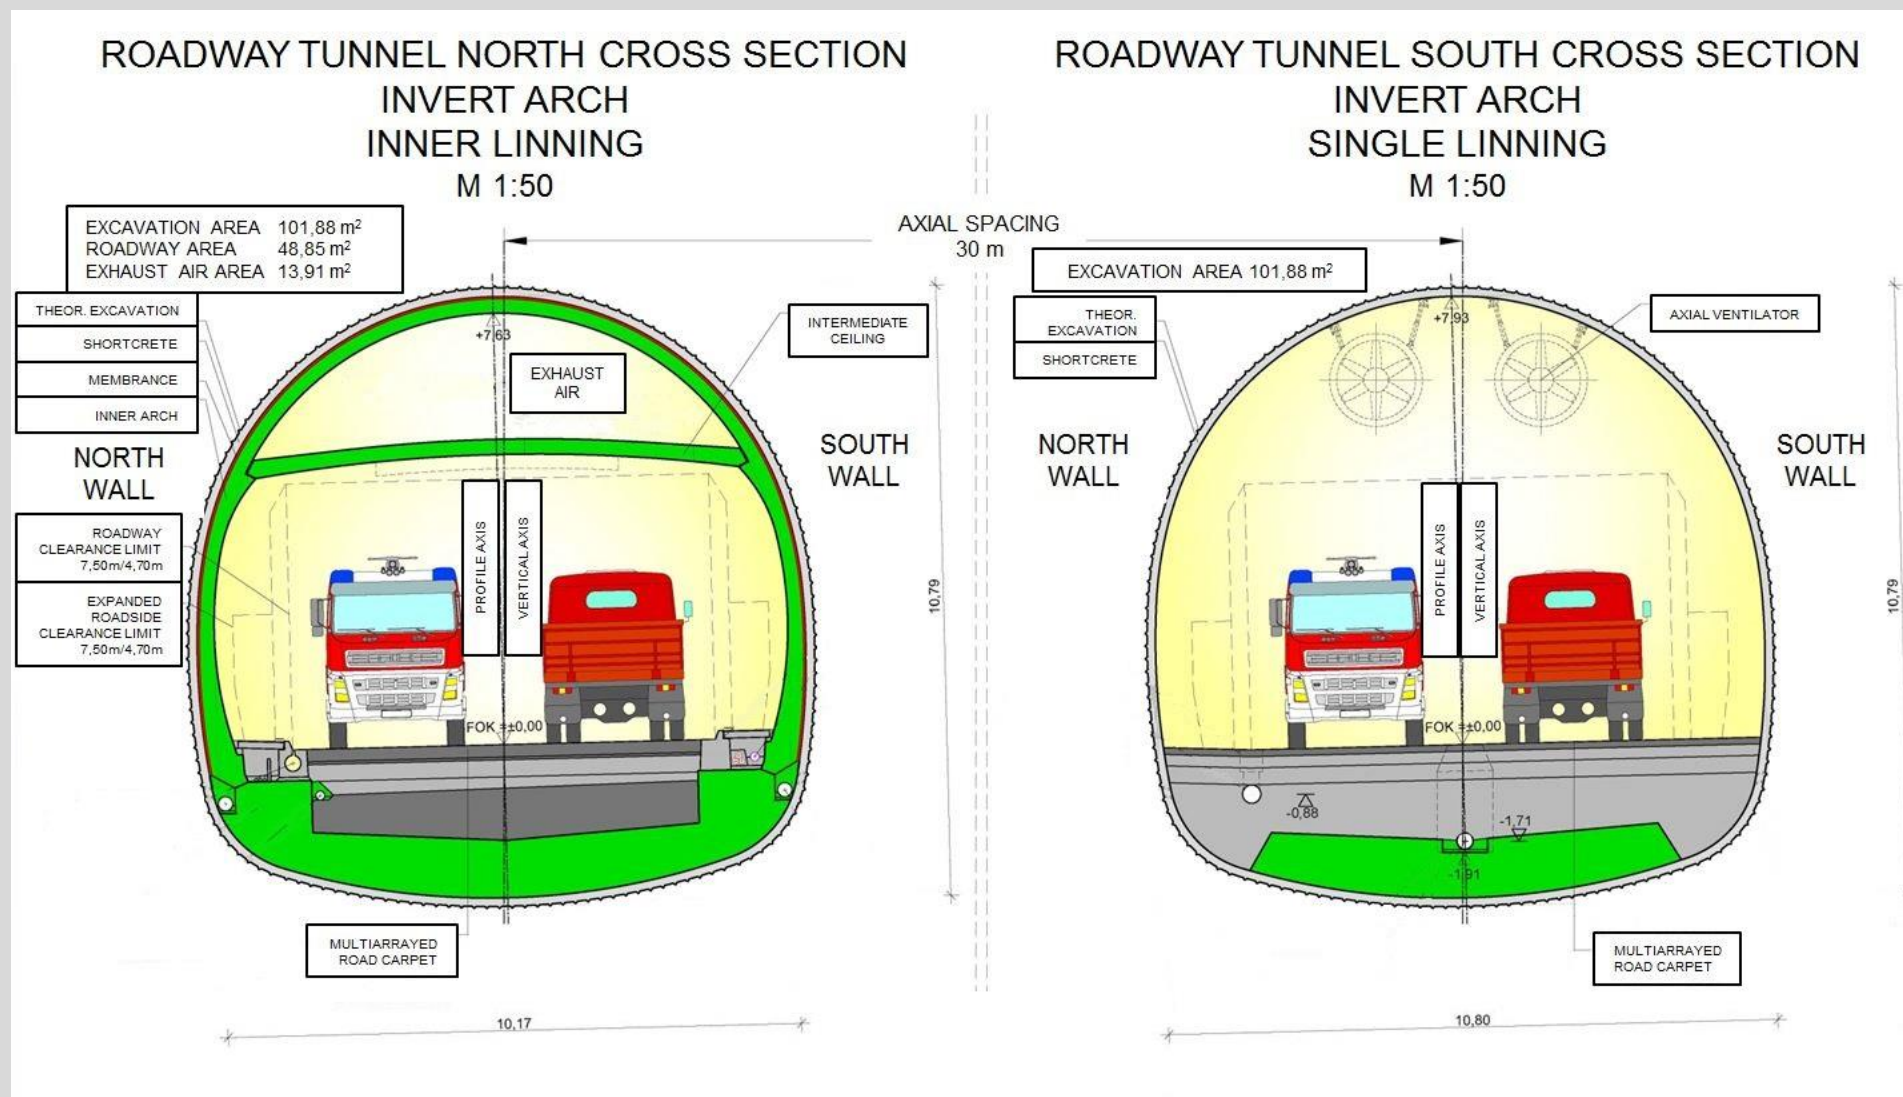 ROADWAY TUNNEL NORTH CROSS SECTION
INVERT ARCH
INNER LINNING
M 1:50
EXCAVATION AREA 101,88 m²
ROADWAY AREA 48,85 m²
EXHAUST AIR AREA 13,91 m²
THEOR. EXCAVATION
SHORTCRETE
MEMBRANCE
INNER ARCH
NORTH
WALL
ROADWAY
CLEARANCE LIMIT
7,50m/4,70m
EXPANDED
ROADSIDE
CLEARANCE LIMIT
7,50m/4,70m
+7,63
EXHAUST
AIR
INTERMEDIATE
CEILING
SOUTH
WALL
PROFILE AXIS
VERTICAL AXIS
FOK =±0,00
10,79
MULTIARRAYED
ROAD CARPET
10,17
AXIAL SPACING
30 m
ROADWAY TUNNEL SOUTH CROSS SECTION
INVERT ARCH
SINGLE LINNING
M 1:50
EXCAVATION AREA 101,88 m²
THEOR.
EXCAVATION
SHORTCRETE
+7,93
AXIAL VENTILATOR
NORTH
WALL
SOUTH
WALL
PROFILE AXIS
VERTICAL AXIS
FOK =±0,00
10,79
-0,88
-1,71
-1,91
MULTIARRAYED
ROAD CARPET
10,80